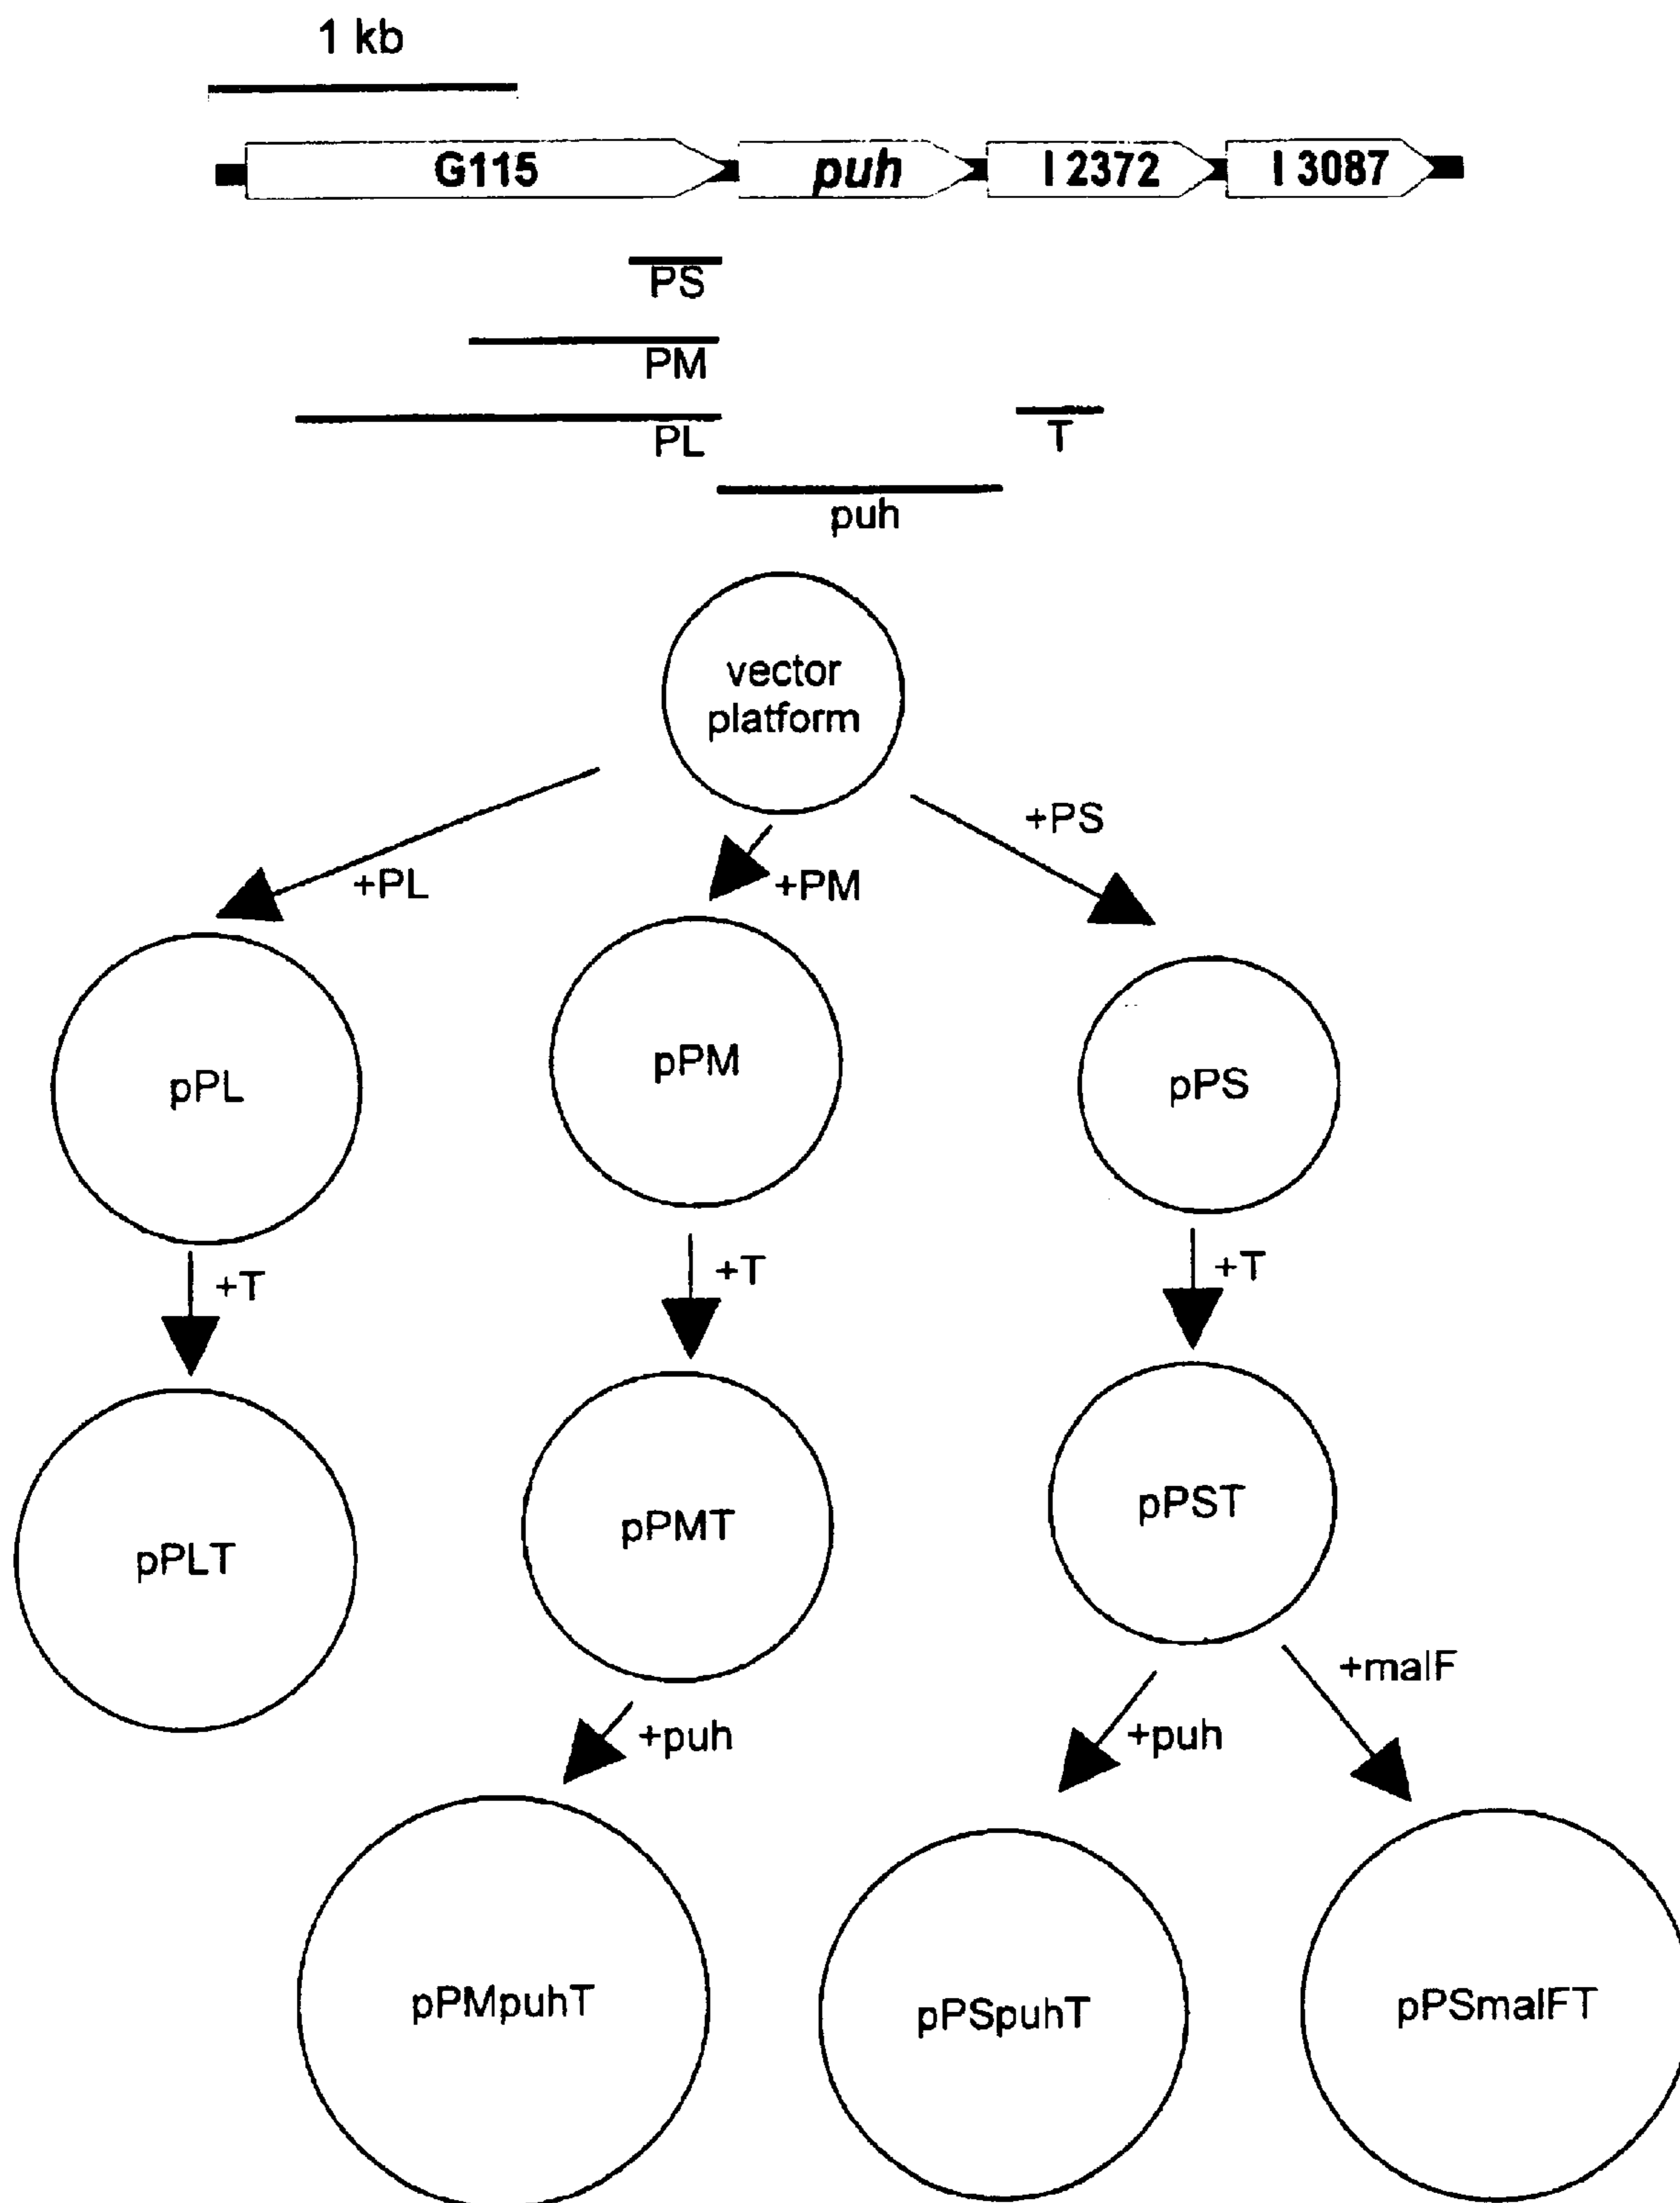 1 kb
G115 puh I 2372 I 3087
PS
PM
PL
T
puh
vector
platform
+PS
+PL
+PM
pPL
pPM
pPS
+T
+T
+T
pPLT
pPMT
pPST
+malF
+puh
+puh
pPMpuhT
pPSpuhT
pPSmalFT